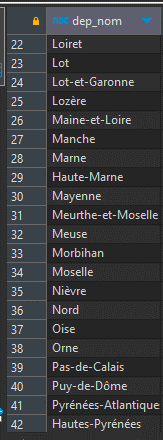 ABC dep_nom
22 Loiret
23 Lot
24 Lot-et-Garonne
25 Lozère
26 Maine-et-Loire
27 Manche
28 Marne
29 Haute-Marne
30 Mayenne
31 Meurthe-et-Moselle
32 Meuse
33 Morbihan
34 Moselle
35 Nièvre
36 Nord
37 Oise
38 Orne
39 Pas-de-Calais
40 Puy-de-Dôme
41 Pyrénées-Atlantique
42 Hautes-Pyrénées